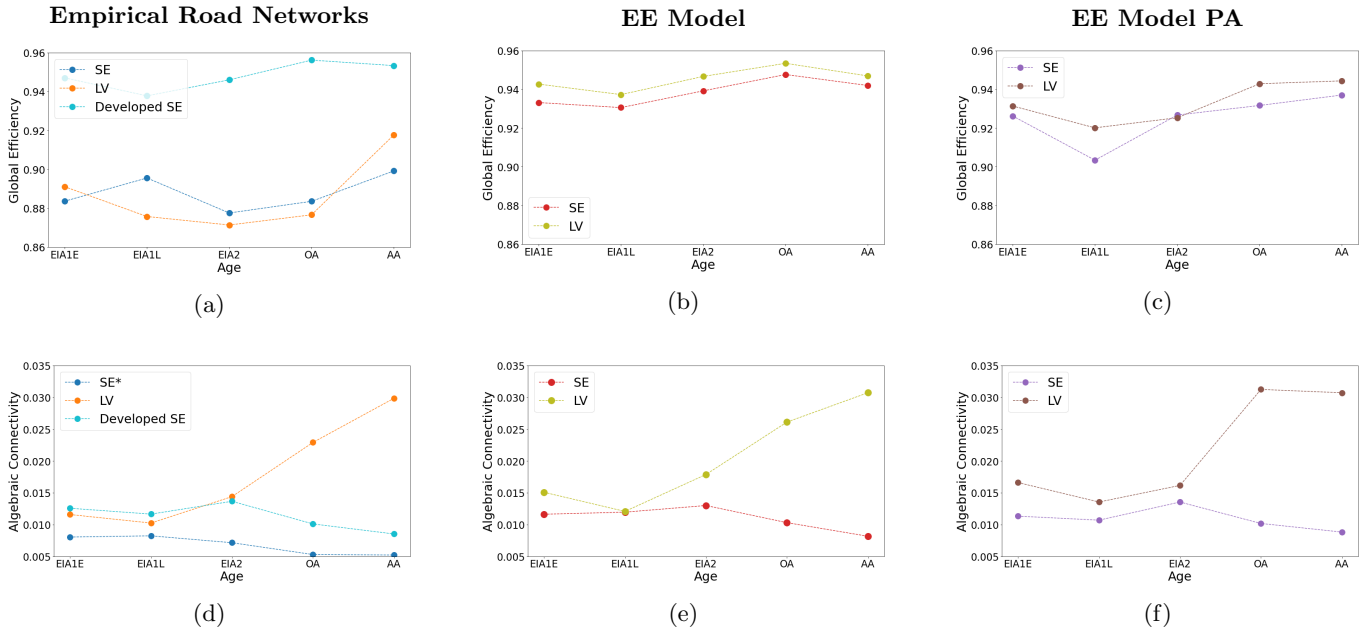 Empirical Road Networks
EE Model
EE Model PA
Global Efficiency
0.96
0.94
0.92
0.90
0.88
0.86
SE
LV
Developed SE
EIA1E EIA1L EIA2 OA AA
Age
(a)
Global Efficiency
0.96
0.94
0.92
0.90
0.88
0.86
SE
LV
EIA1E EIA1L EIA2 OA AA
Age
(b)
Global Efficiency
0.96
0.94
0.92
0.90
0.88
0.86
SE
LV
EIA1E EIA1L EIA2 OA AA
Age
(c)
Algebraic Connectivity
0.035
0.030
0.025
0.020
0.015
0.010
0.005
SE*
LV
Developed SE
EIA1E EIA1L EIA2 OA AA
Age
(d)
Algebraic Connectivity
0.035
0.030
0.025
0.020
0.015
0.010
0.005
SE
LV
EIA1E EIA1L EIA2 OA AA
Age
(e)
Algebraic Connectivity
0.035
0.030
0.025
0.020
0.015
0.010
0.005
SE
LV
EIA1E EIA1L EIA2 OA AA
Age
(f)